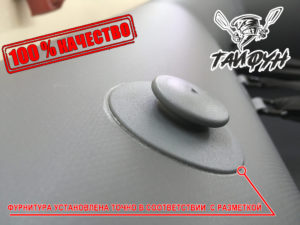 100% КАЧЕСТВО
ТАЙФУН
ФУРНИТУРА УСТАНОВЛЕНА ТОЧНО В СООТВЕТСТВИИ С РАЗМЕТКОЙ